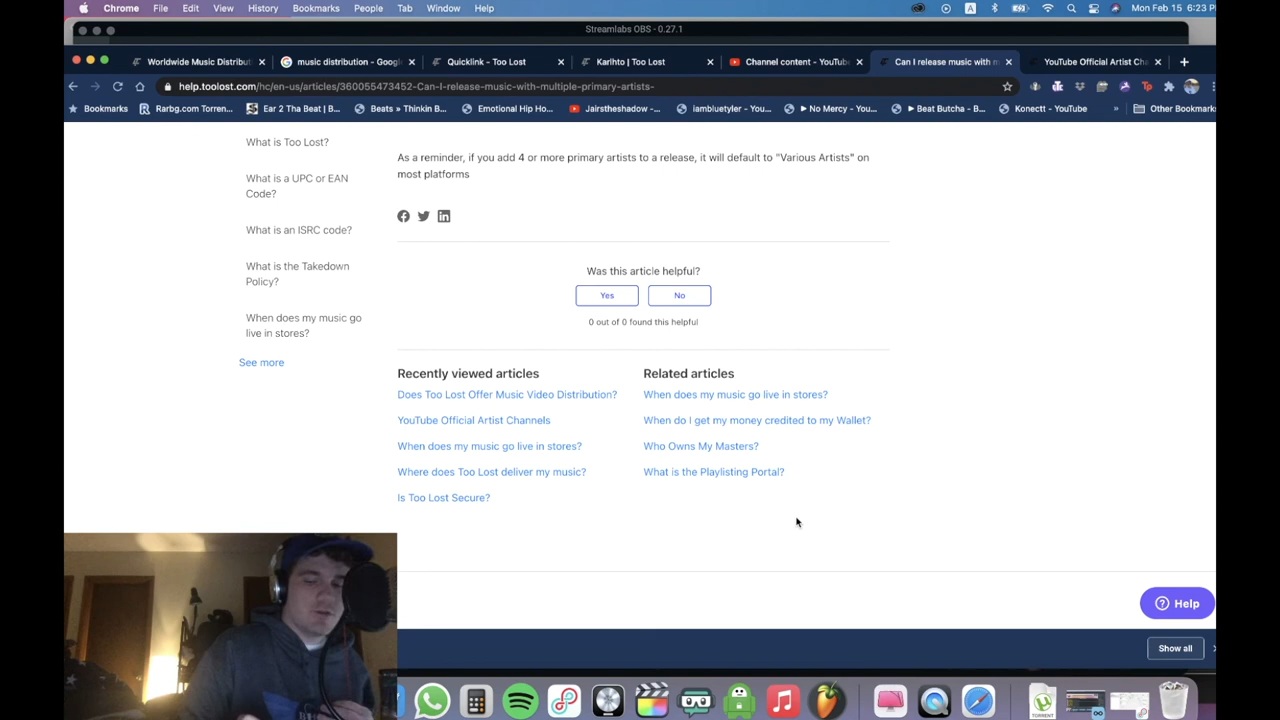 Chrome File Edit View History Bookmarks People Tab Window Help
Mon Feb 15 6:23 P
Streamlabs OBS - 0.27.1
Worldwide Music Distribut
music distribution - Goog
Quicklink - Too Lost
Karlhto | Too Lost
Channel content - YouTube
Can I release music with m
YouTube Official Artist Cha
help.toolost.com/hc/en-us/articles/360055473452-Can-I-release-music-with-multiple-primary-artists-
Bookmarks
Rarbg.com Torren...
Ear 2 Tha Beat | B...
Beats » Thinkin B...
Emotional Hip Ho...
Jairstheshadow -...
iambluetyler - You...
► No Mercy - You...
► Beat Butcha - B...
Konectt - YouTube
»
Other Bookmarks
What is Too Lost?
What is a UPC or EAN
Code?
What is an ISRC code?
What is the Takedown
Policy?
When does my music go
live in stores?
See more
As a reminder, if you add 4 or more primary artists to a release, it will default to "Various Artists" on
most platforms
Was this article helpful?
Yes
No
0 out of 0 found this helpful
Recently viewed articles
Does Too Lost Offer Music Video Distribution?
YouTube Official Artist Channels
When does my music go live in stores?
Where does Too Lost deliver my music?
Is Too Lost Secure?
Related articles
When does my music go live in stores?
When do I get my money credited to my Wallet?
Who Owns My Masters?
What is the Playlisting Portal?
Help
Show all
TORRENT